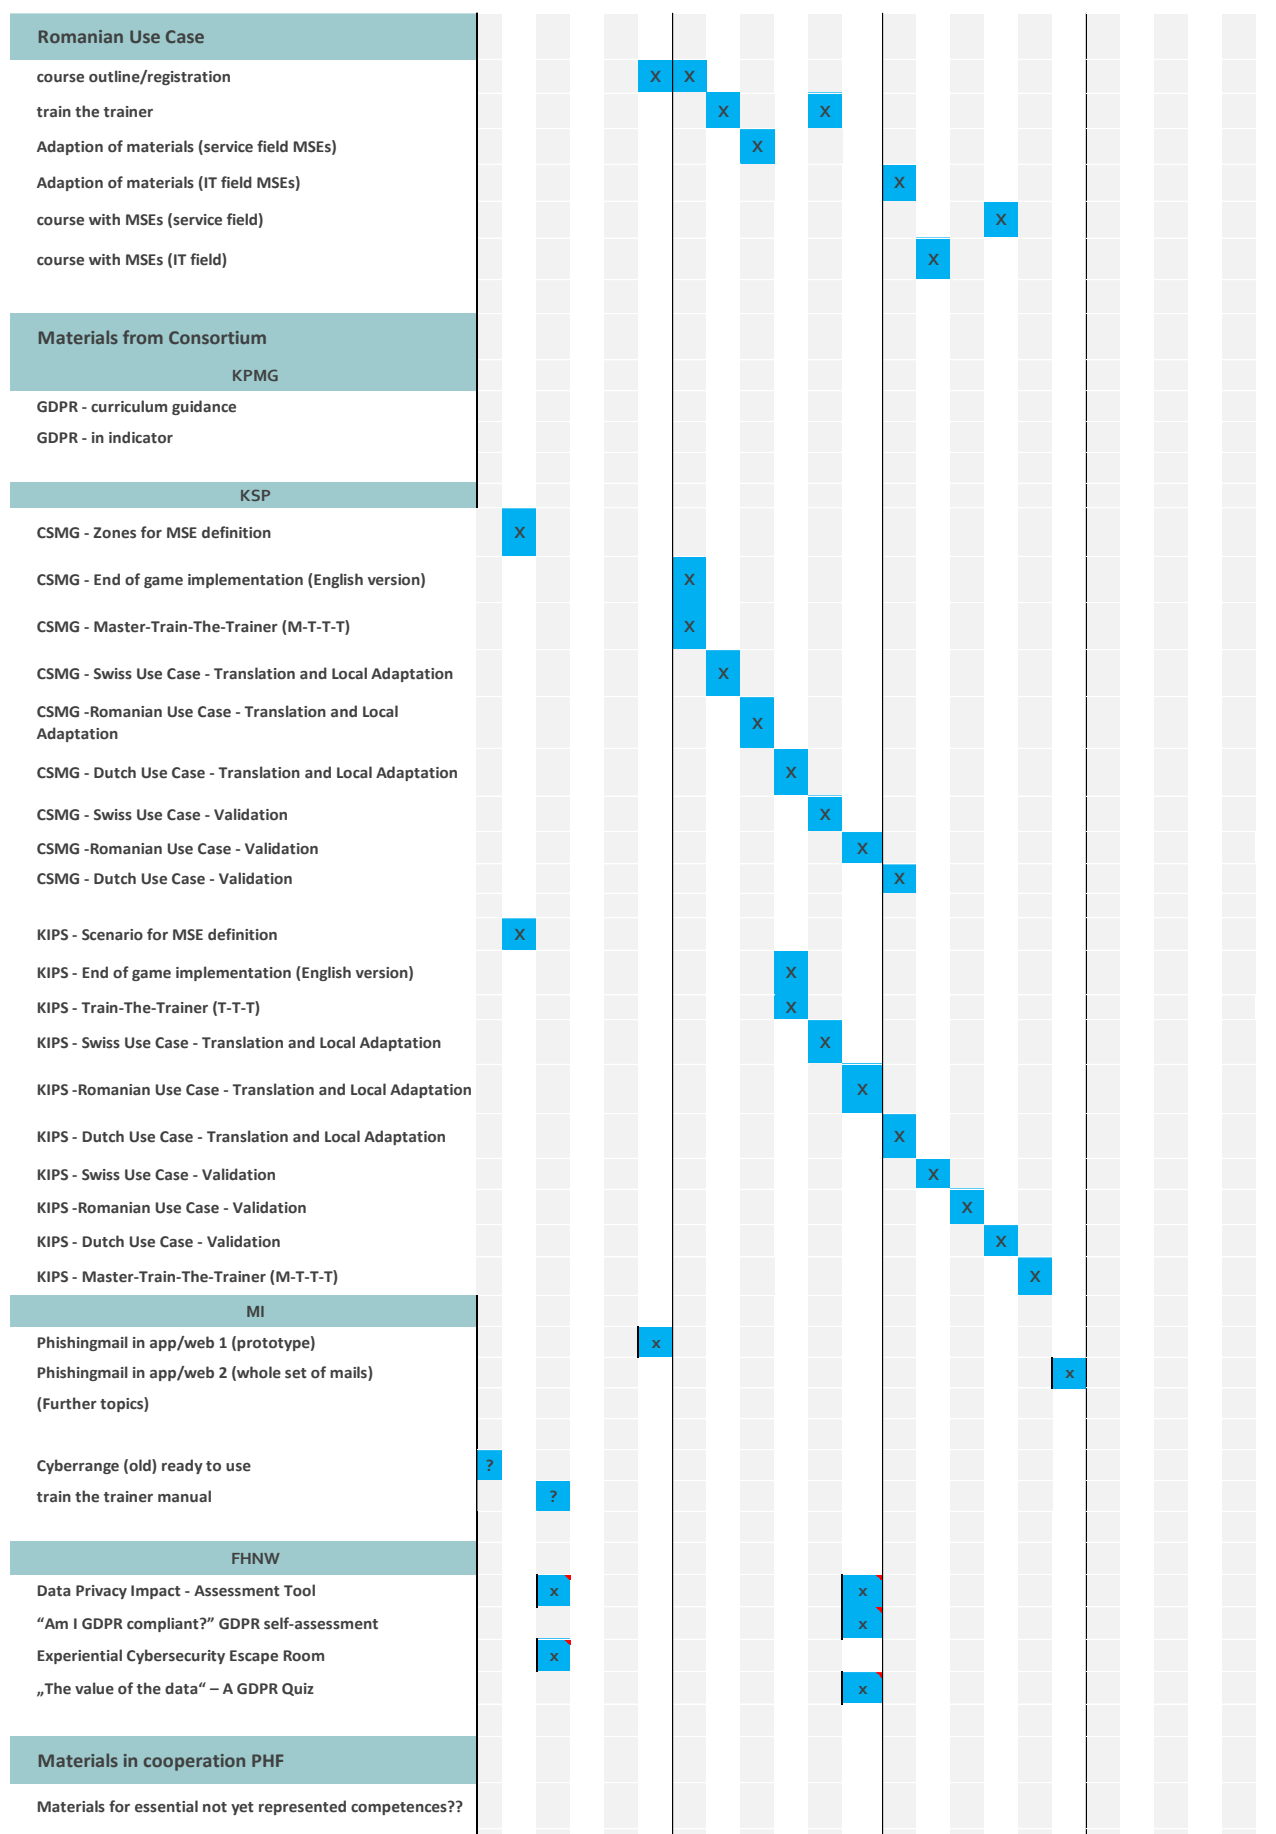 Romanian Use Case
course outline/registration X X
train the trainer X X
Adaption of materials (service field MSEs) X
Adaption of materials (IT field MSEs) X
course with MSEs (service field) X
course with MSEs (IT field) X
Materials from Consortium
KPMG
GDPR - curriculum guidance
GDPR - in indicator
KSP
CSMG - Zones for MSE definition X
CSMG - End of game implementation (English version) X
CSMG - Master-Train-The-Trainer (M-T-T-T) X
CSMG - Swiss Use Case - Translation and Local Adaptation X
CSMG -Romanian Use Case - Translation and Local
Adaptation X
CSMG - Dutch Use Case - Translation and Local Adaptation X
CSMG - Swiss Use Case - Validation X
CSMG -Romanian Use Case - Validation X
CSMG - Dutch Use Case - Validation X
KIPS - Scenario for MSE definition X
KIPS - End of game implementation (English version) X
KIPS - Train-The-Trainer (T-T-T) X
KIPS - Swiss Use Case - Translation and Local Adaptation X
KIPS -Romanian Use Case - Translation and Local Adaptation X
KIPS - Dutch Use Case - Translation and Local Adaptation X
KIPS - Swiss Use Case - Validation X
KIPS -Romanian Use Case - Validation X
KIPS - Dutch Use Case - Validation X
KIPS - Master-Train-The-Trainer (M-T-T-T) X
MI
Phishingmail in app/web 1 (prototype) x
Phishingmail in app/web 2 (whole set of mails) x
(Further topics)
Cyberrange (old) ready to use ?
train the trainer manual ?
FHNW
Data Privacy Impact - Assessment Tool x x
“Am I GDPR compliant?” GDPR self-assessment x
Experiential Cybersecurity Escape Room x
„The value of the data“ – A GDPR Quiz x
Materials in cooperation PHF
Materials for essential not yet represented competences??